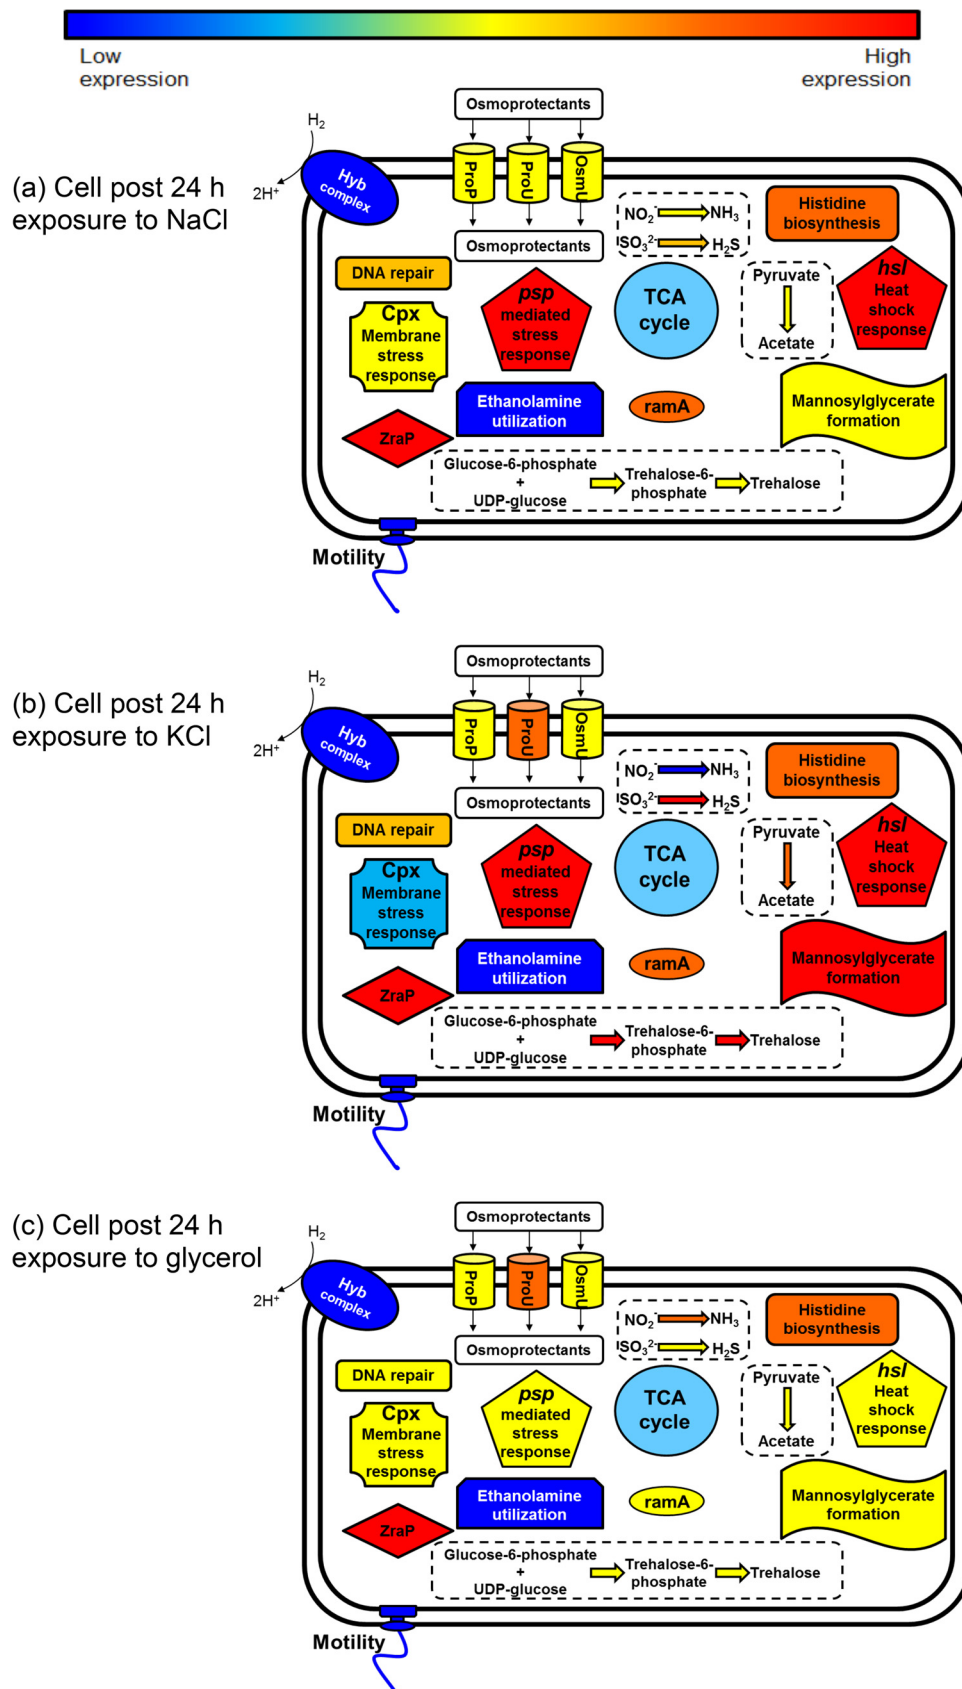 Low
expression
High
expression
(a) Cell post 24 h
exposure to NaCl
H₂
2H⁺
Hyb
complex
Osmoprotectants
ProP
ProU
OsmU
Osmoprotectants
NO₂⁻ NH₃
SO₃²⁻ H₂S
Histidine
biosynthesis
DNA repair
Cpx
Membrane
stress
response
psp
mediated
stress
response
TCA
cycle
Pyruvate
Acetate
hsl
Heat
shock
response
Ethanolamine
utilization
ramA
Mannosylglycerate
formation
ZraP
Glucose-6-phosphate
+
UDP-glucose
Trehalose-6-
phosphate
Trehalose
Motility
(b) Cell post 24 h
exposure to KCl
H₂
2H⁺
Hyb
complex
Osmoprotectants
ProP
ProU
OsmU
Osmoprotectants
NO₂⁻ NH₃
SO₃²⁻ H₂S
Histidine
biosynthesis
DNA repair
Cpx
Membrane
stress
response
psp
mediated
stress
response
TCA
cycle
Pyruvate
Acetate
hsl
Heat
shock
response
Ethanolamine
utilization
ramA
Mannosylglycerate
formation
ZraP
Glucose-6-phosphate
+
UDP-glucose
Trehalose-6-
phosphate
Trehalose
Motility
(c) Cell post 24 h
exposure to glycerol
H₂
2H⁺
Hyb
complex
Osmoprotectants
ProP
ProU
OsmU
Osmoprotectants
NO₂⁻ NH₃
SO₃²⁻ H₂S
Histidine
biosynthesis
DNA repair
Cpx
Membrane
stress
response
psp
mediated
stress
response
TCA
cycle
Pyruvate
Acetate
hsl
Heat
shock
response
Ethanolamine
utilization
ramA
Mannosylglycerate
formation
ZraP
Glucose-6-phosphate
+
UDP-glucose
Trehalose-6-
phosphate
Trehalose
Motility